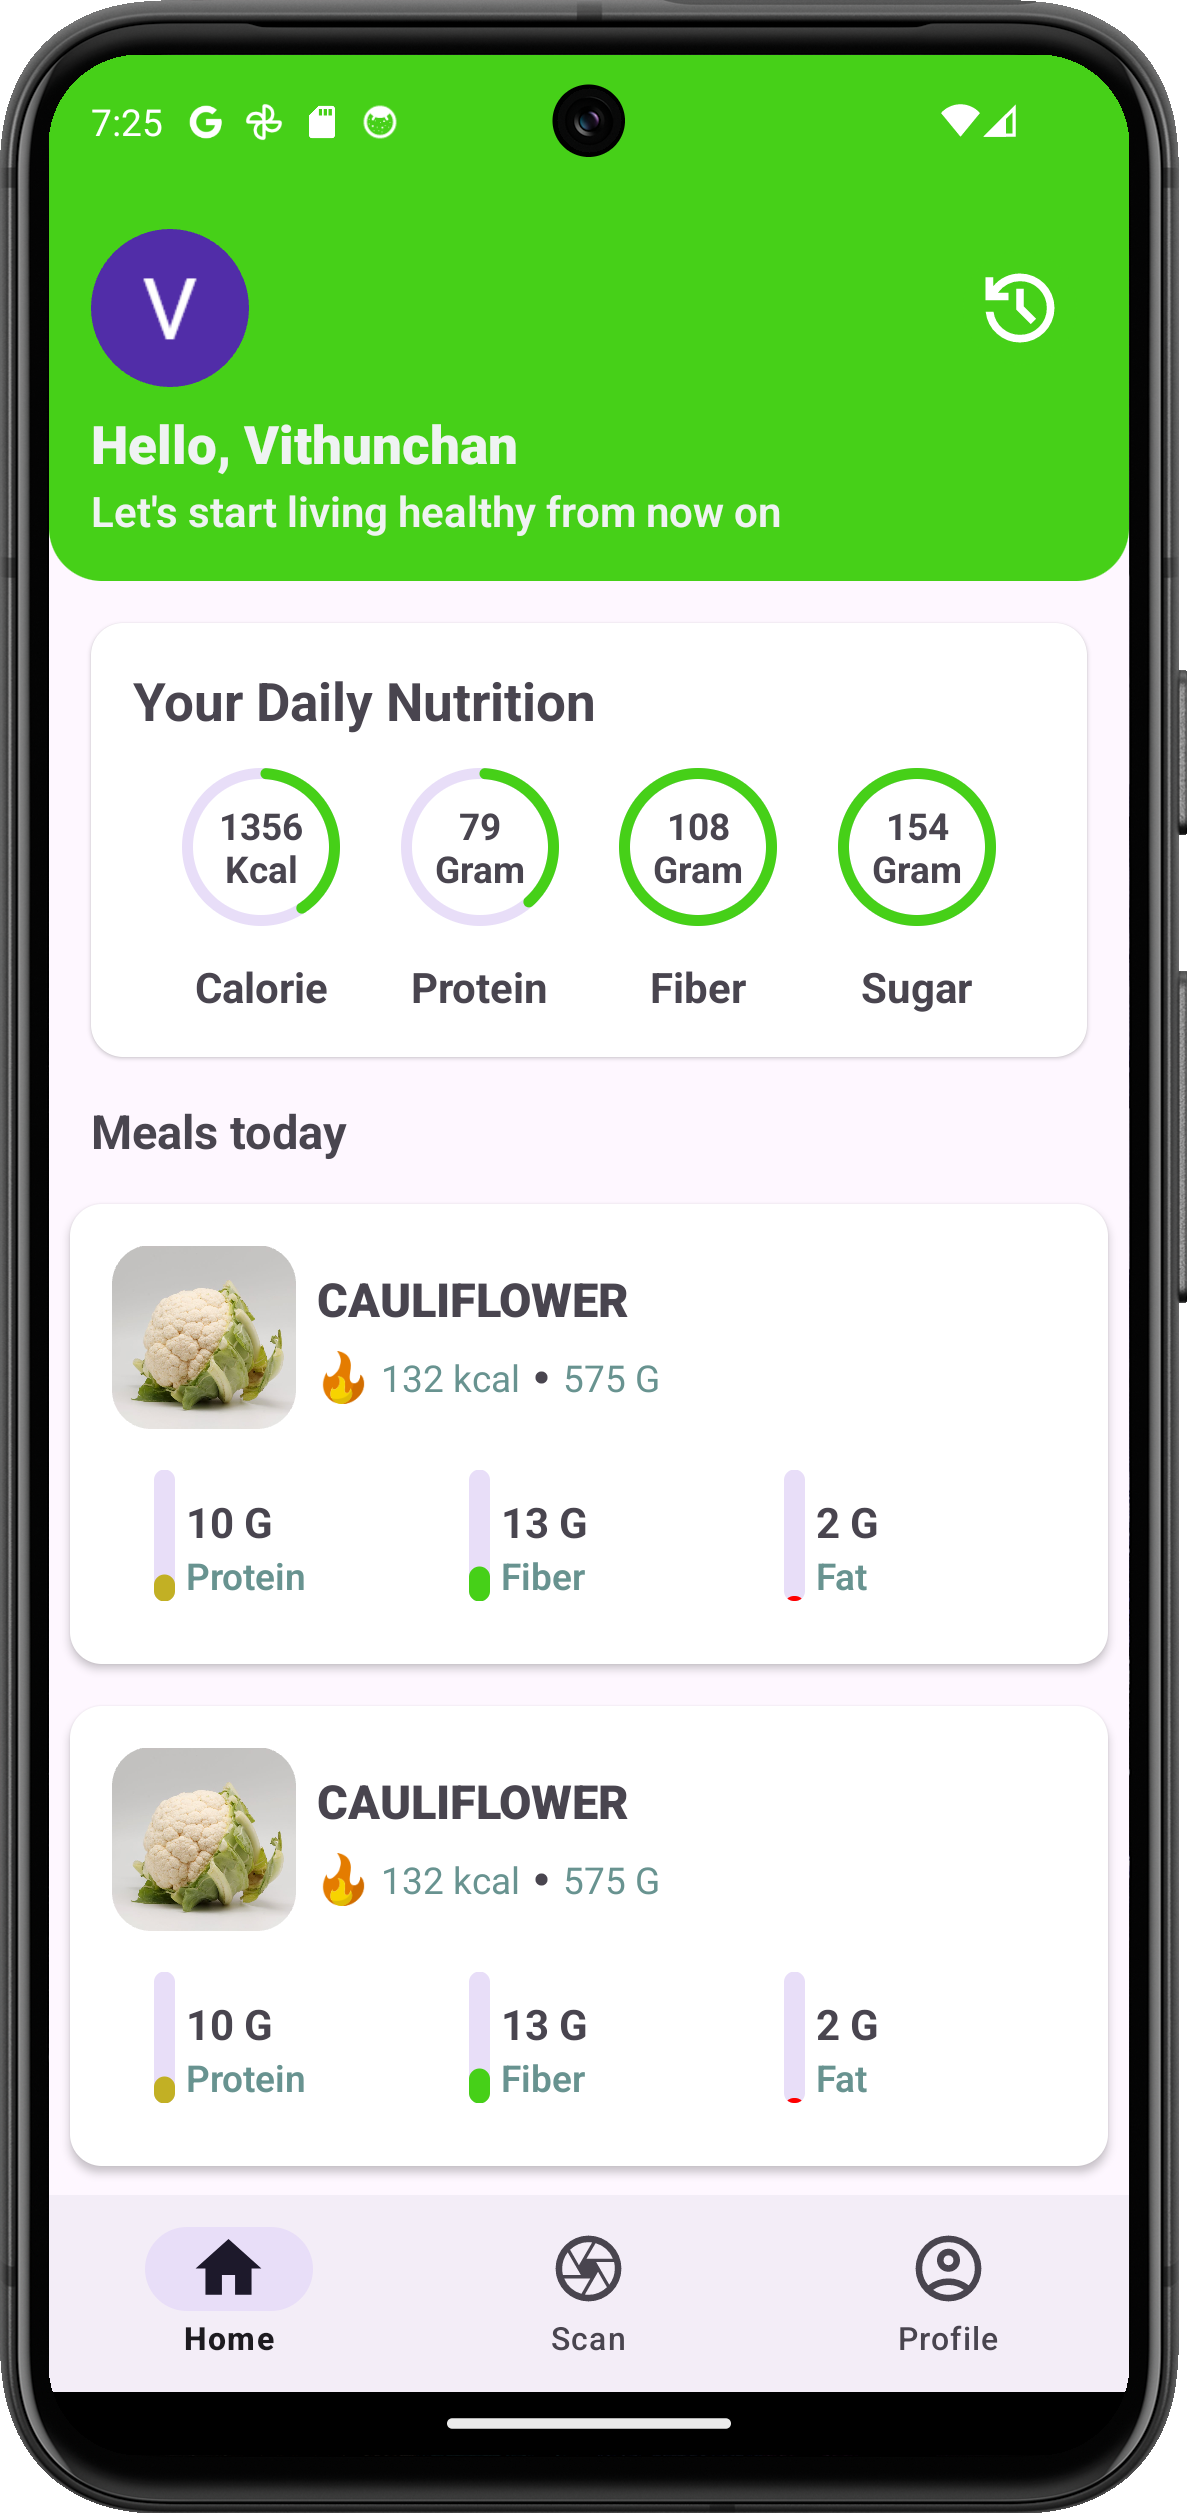 7:25
V
Hello, Vithunchan
Let's start living healthy from now on
Your Daily Nutrition
1356 Kcal
79 Gram
108 Gram
154 Gram
Calorie
Protein
Fiber
Sugar
Meals today
CAULIFLOWER
🔥 132 kcal • 575 G
10 G
Protein
13 G
Fiber
2 G
Fat
CAULIFLOWER
🔥 132 kcal • 575 G
10 G
Protein
13 G
Fiber
2 G
Fat
Home
Scan
Profile